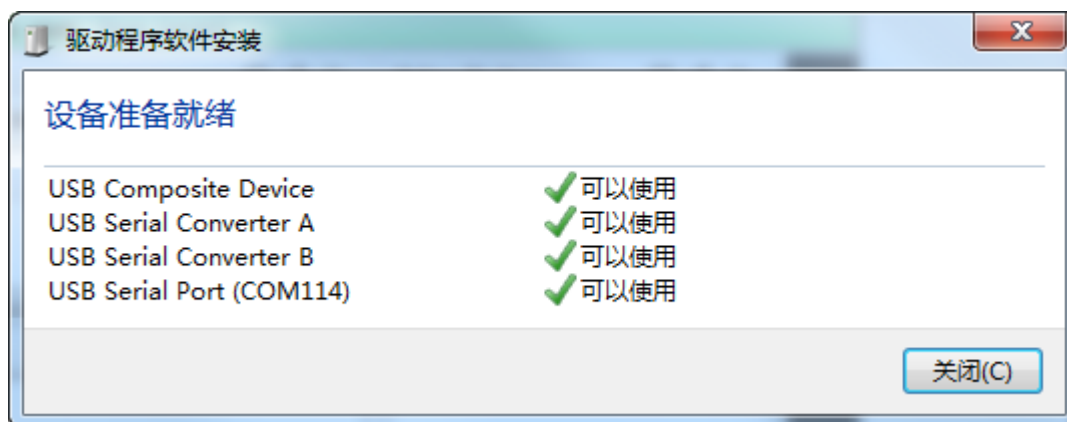 驱动程序软件安装
设备准备就绪
USB Composite Device 可以使用
USB Serial Converter A 可以使用
USB Serial Converter B 可以使用
USB Serial Port (COM114) 可以使用
关闭(C)